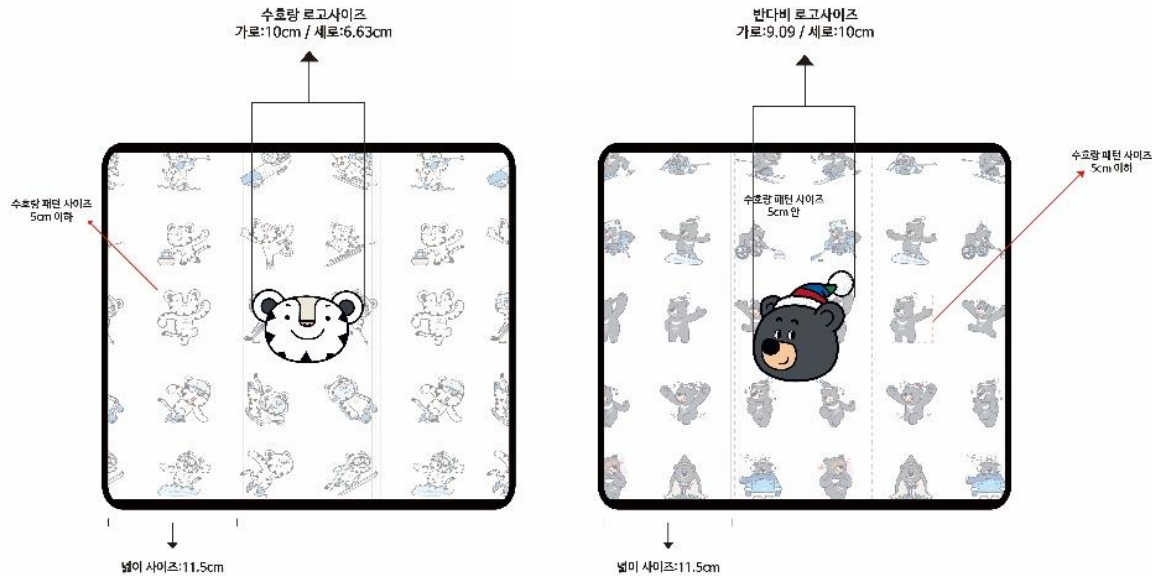 수호랑 로고사이즈
가로:10cm / 세로:6.63cm
반다비 로고사이즈
가로:9.09 / 세로:10cm
수호랑 패턴 사이즈
5cm 이하
수호랑 패턴 사이즈
5cm 안
수호랑 패턴 사이즈
5cm 이하
넓이 사이즈:11.5cm
넓미 사이즈:11.5cm